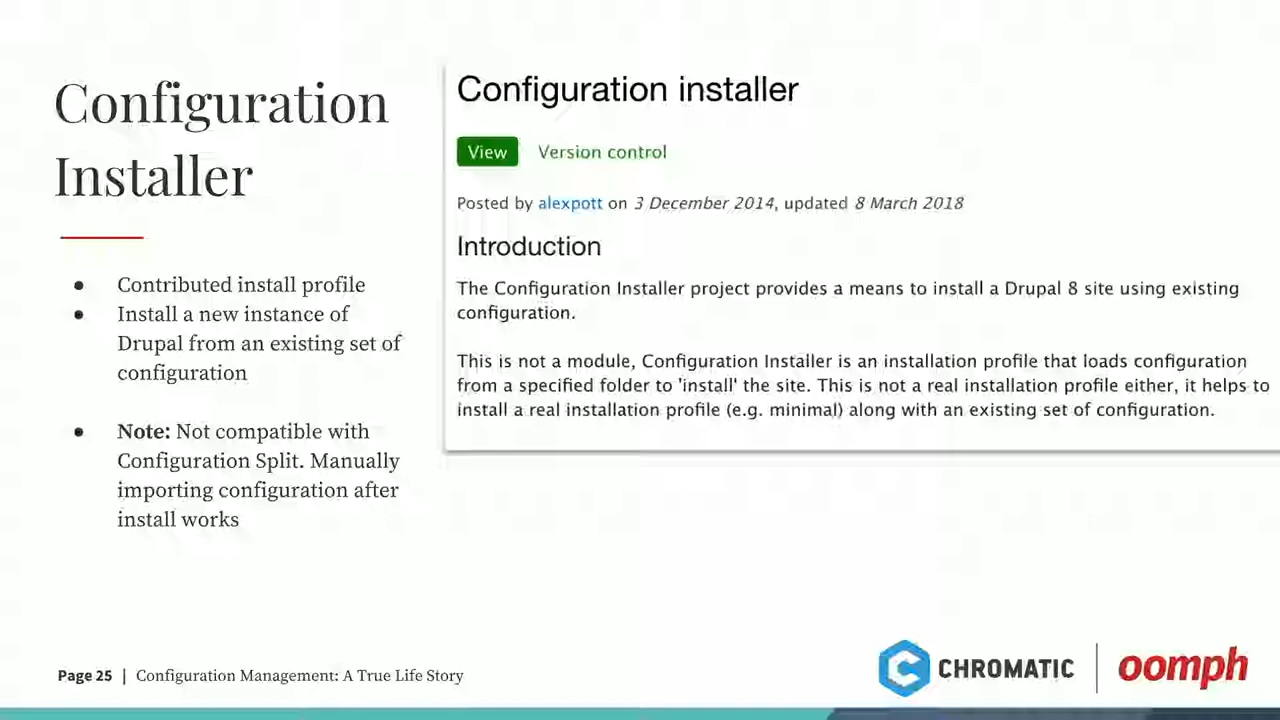 Configuration
Installer
● Contributed install profile
● Install a new instance of
Drupal from an existing set of
configuration
● Note: Not compatible with
Configuration Split. Manually
importing configuration after
install works
Configuration installer
View Version control
Posted by alexpott on 3 December 2014, updated 8 March 2018
Introduction
The Configuration Installer project provides a means to install a Drupal 8 site using existing
configuration.
This is not a module, Configuration Installer is an installation profile that loads configuration
from a specified folder to 'install' the site. This is not a real installation profile either, it helps to
install a real installation profile (e.g. minimal) along with an existing set of configuration.
Page 25 | Configuration Management: A True Life Story
CHROMATIC | oomph